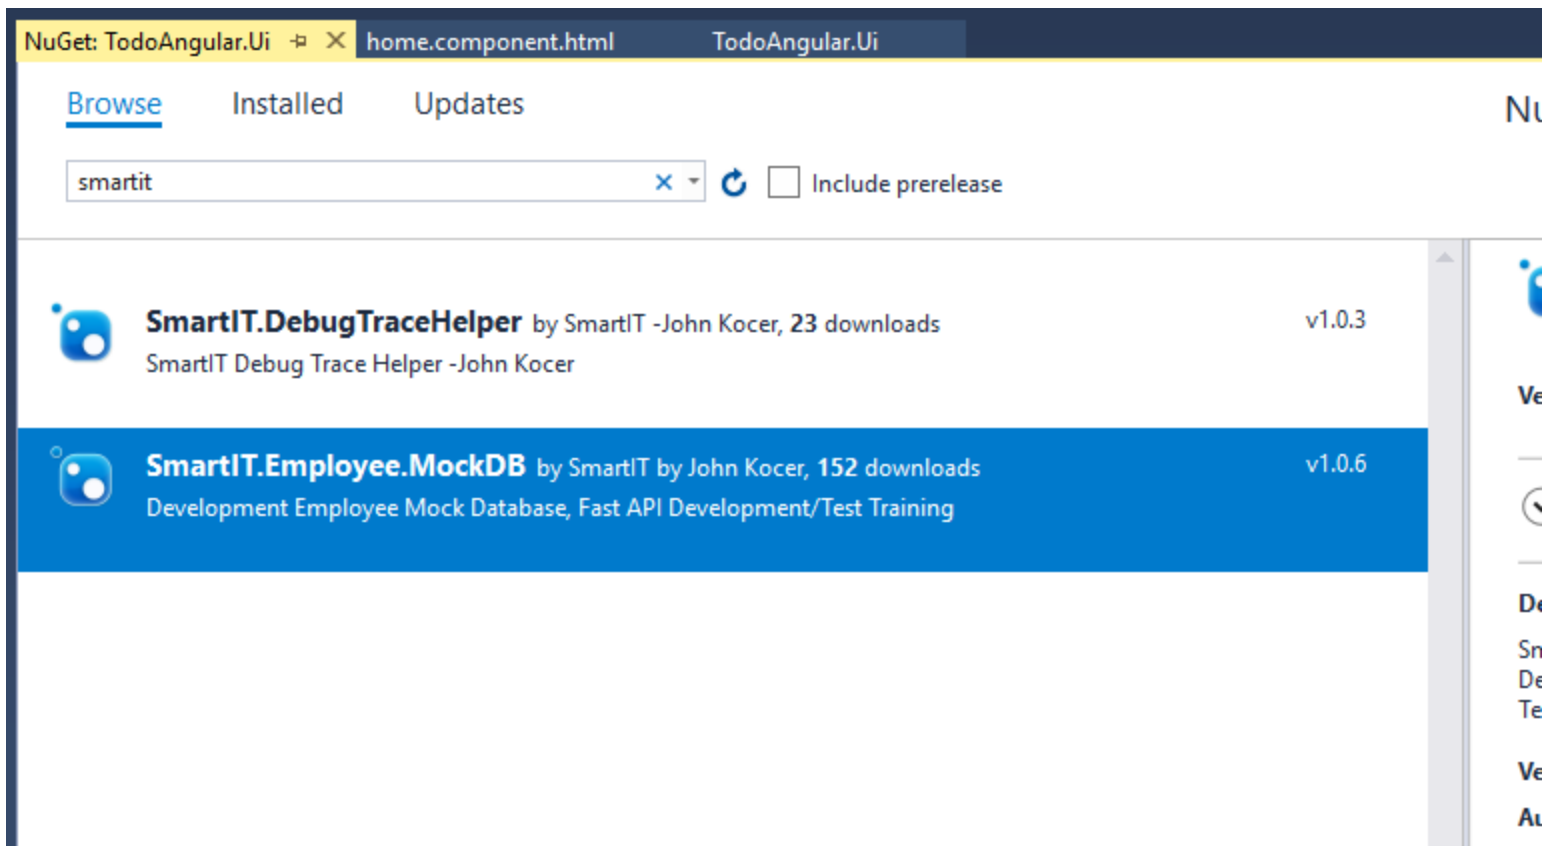 NuGet: TodoAngular.Ui home.component.html TodoAngular.Ui
Browse Installed Updates
smartit
Include prerelease
SmartIT.DebugTraceHelper by SmartIT -John Kocer, 23 downloads v1.0.3
SmartIT Debug Trace Helper -John Kocer
SmartIT.Employee.MockDB by SmartIT by John Kocer, 152 downloads v1.0.6
Development Employee Mock Database, Fast API Development/Test Training